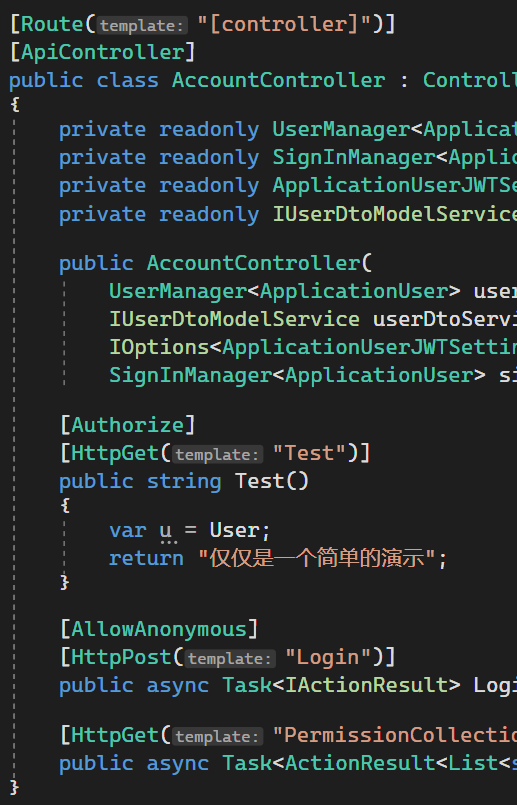 [Route(template: "[controller]")]
[ApiController]
public class AccountController : Controll
{
private readonly UserManager<Applicat
private readonly SignInManager<Applic
private readonly ApplicationUserJWTSe
private readonly IUserDtoModelService
public AccountController(
UserManager<ApplicationUser> user
IUserDtoModelService userDtoServi
IOptions<ApplicationUserJWTSettin
SignInManager<ApplicationUser> si
[Authorize]
[HttpGet(template: "Test")]
public string Test()
{
var u = User;
return "仅仅是一个简单的演示";
}
[AllowAnonymous]
[HttpPost(template: "Login")]
public async Task<IActionResult> Logi
[HttpGet(template: "PermissionCollectio
public async Task<ActionResult<List<s
}